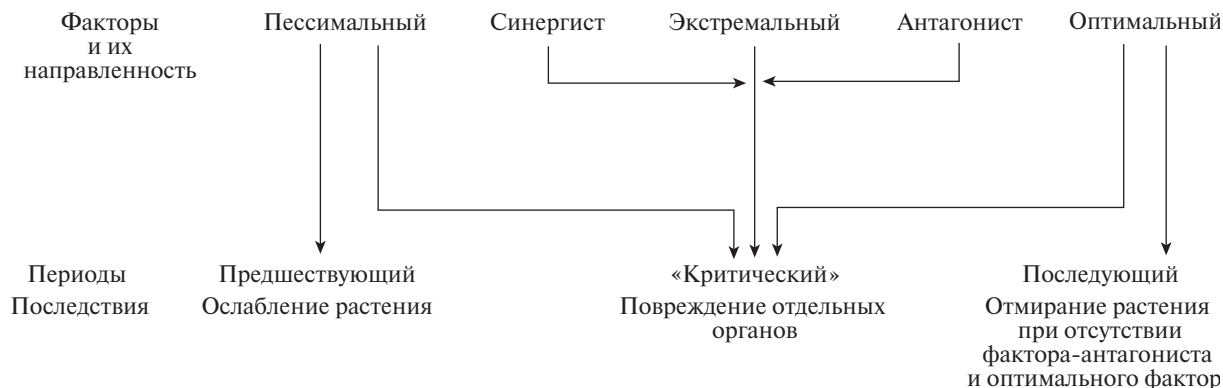 Факторы
и их
направленность
Пессимальный
Синергист
Экстремальный
Антагонист
Оптимальный
Периоды
Предшествующий
«Критический»
Последующий
Последствия
Ослабление растения
Повреждение отдельных
органов
Отмирание растения
при отсутствии
фактора-антагониста
и оптимального фактор